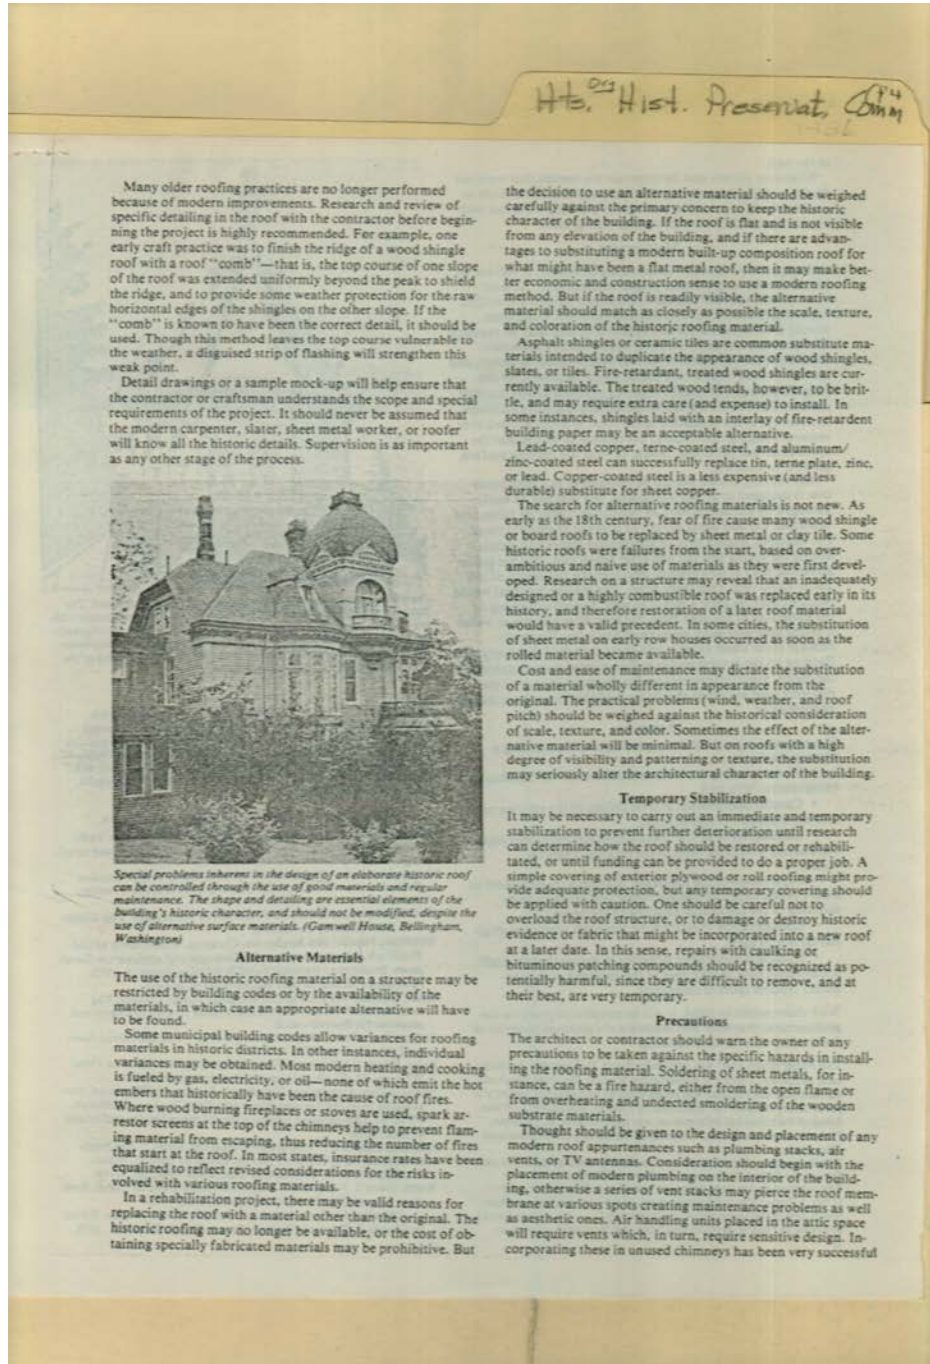 Hts. Org Hist. Preservat. Comm
Many older roofing practices are no longer performed
because of modern improvements. Research and review of
specific detailing in the roof with the contractor before begin-
ning the project is highly recommended. For example, one
early craft practice was to finish the ridge of a wood shingle
roof with a roof "comb"—that is, the top course of one slope
of the roof was extended uniformly beyond the peak to shield
the ridge, and to provide some weather protection for the raw
horizontal edges of the shingles on the other slope. If the
"comb" is known to have been the correct detail, it should be
used. Though this method leaves the top course vulnerable to
the weather, a disguised strip of flashing will strengthen this
weak point.
Detail drawings or a sample mock-up will help ensure that
the contractor or craftsman understands the scope and special
requirements of the project. It should never be assumed that
the modern carpenter, slater, sheet metal worker, or roofer
will know all the historic details. Supervision is as important
as any other stage of the process.
Special problems inherent in the design of an elaborate historic roof
can be controlled through the use of good materials and regular
maintenance. The shape and detailing are essential elements of the
building's historic character, and should not be modified, despite the
use of alternative surface materials. (Gamwell House, Bellingham,
Washington)
Alternative Materials
The use of the historic roofing material on a structure may be
restricted by building codes or by the availability of the
materials, in which case an appropriate alternative will have
to be found.
Some municipal building codes allow variances for roofing
materials in historic districts. In other instances, individual
variances may be obtained. Most modern heating and cooking
is fueled by gas, electricity, or oil—none of which emit the hot
embers that historically have been the cause of roof fires.
Where wood burning fireplaces or stoves are used, spark ar-
restor screens at the top of the chimneys help to prevent flam-
ing material from escaping, thus reducing the number of fires
that start at the roof. In most states, insurance rates have been
equalized to reflect revised considerations for the risks in-
volved with various roofing materials.
In a rehabilitation project, there may be valid reasons for
replacing the roof with a material other than the original. The
historic roofing may no longer be available, or the cost of ob-
taining specially fabricated materials may be prohibitive. But
the decision to use an alternative material should be weighed
carefully against the primary concern to keep the historic
character of the building. If the roof is flat and is not visible
from any elevation of the building, and if there are advan-
tages to substituting a modern built-up composition roof for
what might have been a flat metal roof, then it may make bet-
ter economic and construction sense to use a modern roofing
method. But if the roof is readily visible, the alternative
material should match as closely as possible the scale, texture,
and coloration of the historic roofing material.
Asphalt shingles or ceramic tiles are common substitute ma-
terials intended to duplicate the appearance of wood shingles,
slates, or tiles. Fire-retardant, treated wood shingles are cur-
rently available. The treated wood tends, however, to be brit-
tle, and may require extra care (and expense) to install. In
some instances, shingles laid with an interlay of fire-retardent
building paper may be an acceptable alternative.
Lead-coated copper, terne-coated steel, and aluminum/
zinc-coated steel can successfully replace tin, terne plate, zinc,
or lead. Copper-coated steel is a less expensive (and less
durable) substitute for sheet copper.
The search for alternative roofing materials is not new. As
early as the 18th century, fear of fire cause many wood shingle
or board roofs to be replaced by sheet metal or clay tile. Some
historic roofs were failures from the start, based on over-
ambitious and naive use of materials as they were first devel-
oped. Research on a structure may reveal that an inadequately
designed or a highly combustible roof was replaced early in its
history, and therefore restoration of a later roof material
would have a valid precedent. In some cities, the substitution
of sheet metal on early row houses occurred as soon as the
rolled material became available.
Cost and ease of maintenance may dictate the substitution
of a material wholly different in appearance from the
original. The practical problems (wind, weather, and roof
pitch) should be weighed against the historical consideration
of scale, texture, and color. Sometimes the effect of the alter-
native material will be minimal. But on roofs with a high
degree of visibility and patterning or texture, the substitution
may seriously alter the architectural character of the building.
Temporary Stabilization
It may be necessary to carry out an immediate and temporary
stabilization to prevent further deterioration until research
can determine how the roof should be restored or rehabili-
tated, or until funding can be provided to do a proper job. A
simple covering of exterior plywood or roll roofing might pro-
vide adequate protection, but any temporary covering should
be applied with caution. One should be careful not to
overload the roof structure, or to damage or destroy historic
evidence or fabric that might be incorporated into a new roof
at a later date. In this sense, repairs with caulking or
bituminous patching compounds should be recognized as po-
tentially harmful, since they are difficult to remove, and at
their best, are very temporary.
Precautions
The architect or contractor should warn the owner of any
precautions to be taken against the specific hazards in install-
ing the roofing material. Soldering of sheet metals, for in-
stance, can be a fire hazard, either from the open flame or
from overheating and undected smoldering of the wooden
substrate materials.
Thought should be given to the design and placement of any
modern roof appurtenances such as plumbing stacks, air
vents, or TV antennas. Consideration should begin with the
placement of modern plumbing on the interior of the build-
ing, otherwise a series of vent stacks may pierce the roof mem-
brane at various spots creating maintenance problems as well
as aesthetic ones. Air handling units placed in the attic space
will require vents which, in turn, require sensitive design. In-
corporating these in unused chimneys has been very successful